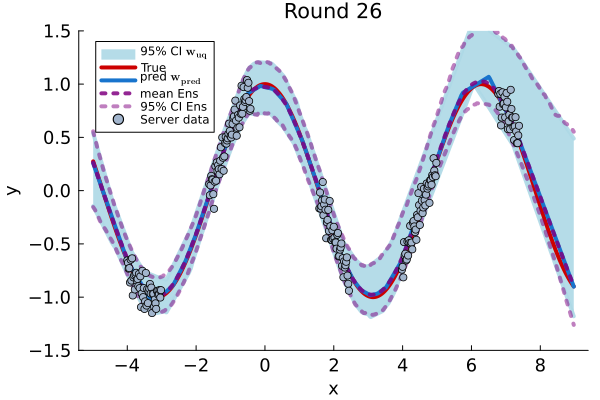 Round 26
95% CI w_uq
True
pred w_pred
mean Ens
95% CI Ens
Server data
1.5
1.0
0.5
0.0
−0.5
−1.0
−1.5
y
−4 −2 0 2 4 6 8
x